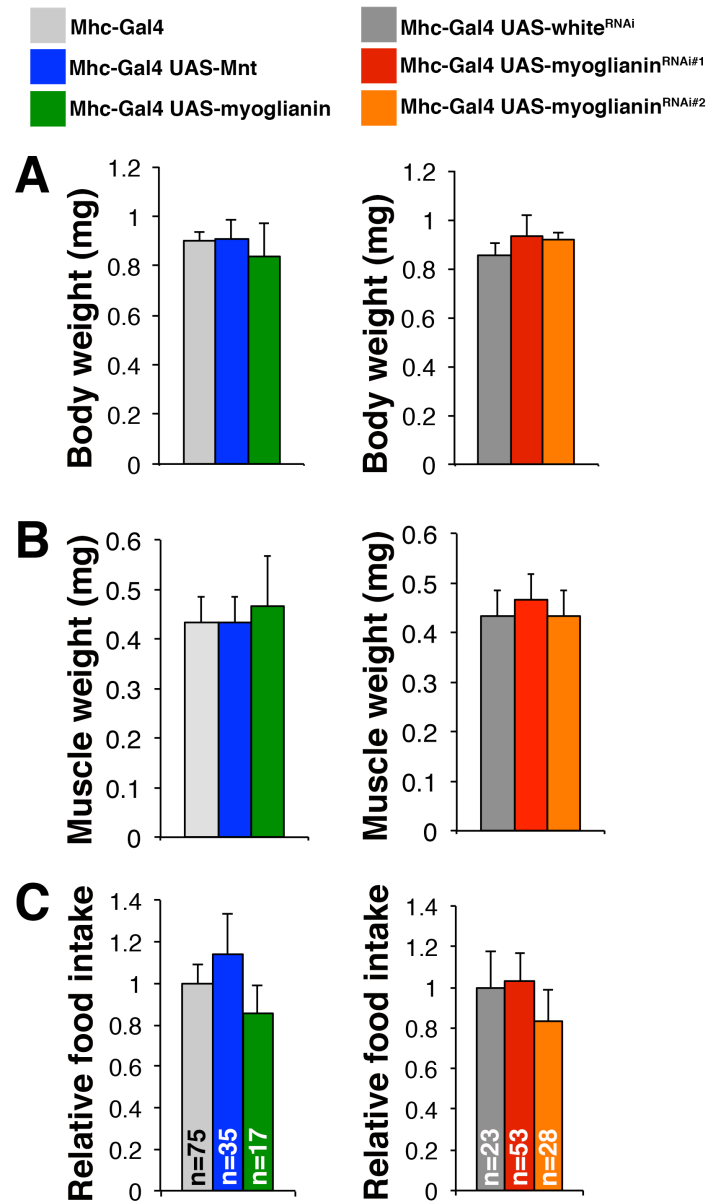 Mhc-Gal4
Mhc-Gal4 UAS-Mnt
Mhc-Gal4 UAS-myoglianin
Mhc-Gal4 UAS-whiteRNAi
Mhc-Gal4 UAS-myoglianinRNAi#1
Mhc-Gal4 UAS-myoglianinRNAi#2
A
Body weight (mg)
1.2
1
0.8
0.6
0.4
0.2
0
Body weight (mg)
1.2
1
0.8
0.6
0.4
0.2
0
B
Muscle weight (mg)
0.6
0.5
0.4
0.3
0.2
0.1
0
Muscle weight (mg)
0.6
0.5
0.4
0.3
0.2
0.1
0
C
Relative food intake
1.4
1.2
1
0.8
0.6
0.4
0.2
0
n=75
n=35
n=17
Relative food intake
1.4
1.2
1
0.8
0.6
0.4
0.2
0
n=23
n=53
n=28